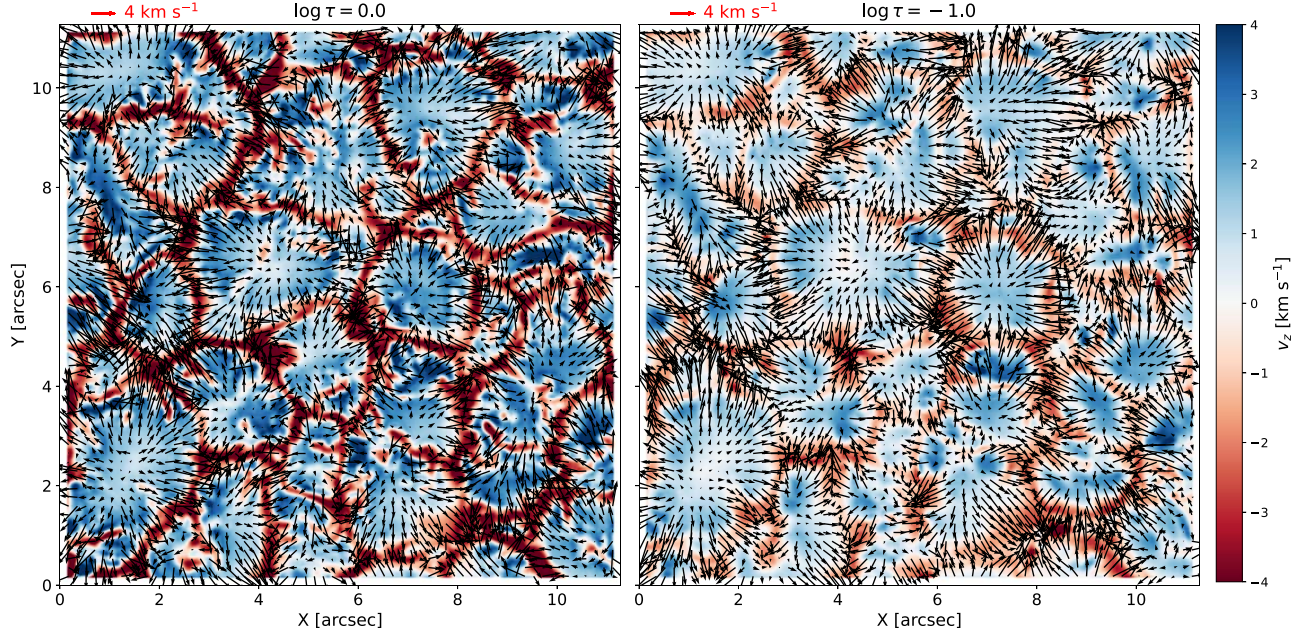 4 km s⁻¹ log τ = 0.0
4 km s⁻¹ log τ = −1.0
Y [arcsec]
10
8
6
4
2
0
0 2 4 6 8 10
X [arcsec]
0 2 4 6 8 10
X [arcsec]
4
3
2
1
0
−1
−2
−3
−4
v_z [km s⁻¹]